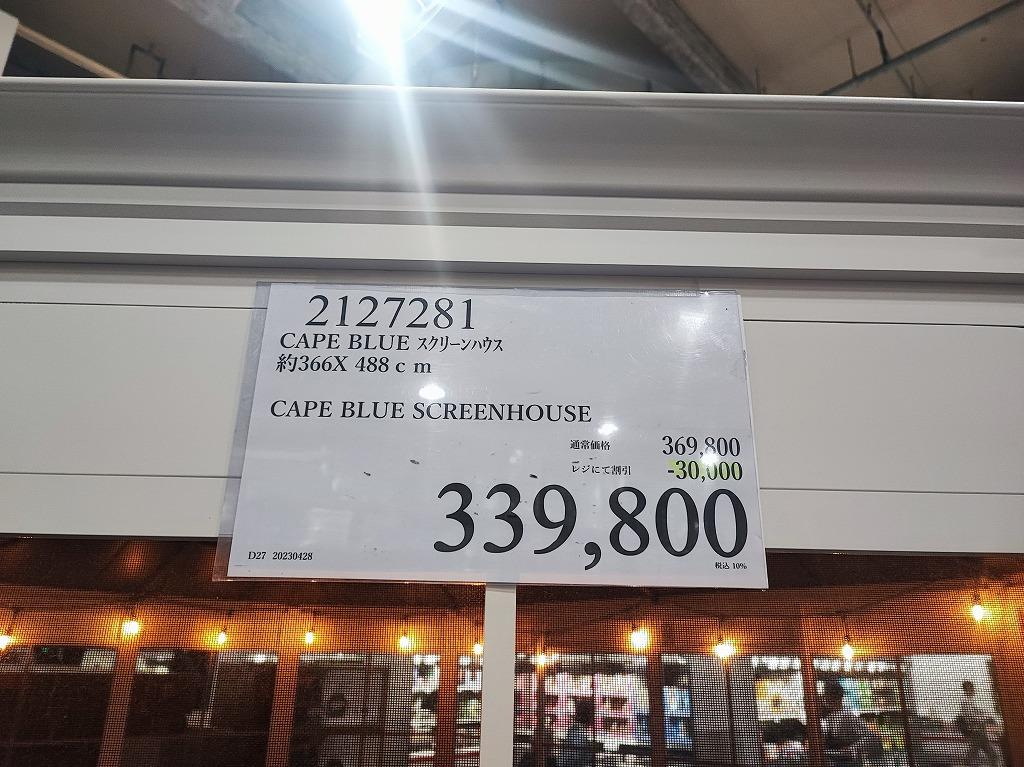 2127281
CAPE BLUE スクリーンハウス
約366X 488ｃｍ
CAPE BLUE SCREENHOUSE
通常価格 369,800
レジにて割引 -30,000
339,800
D27 20230428 税込 10%